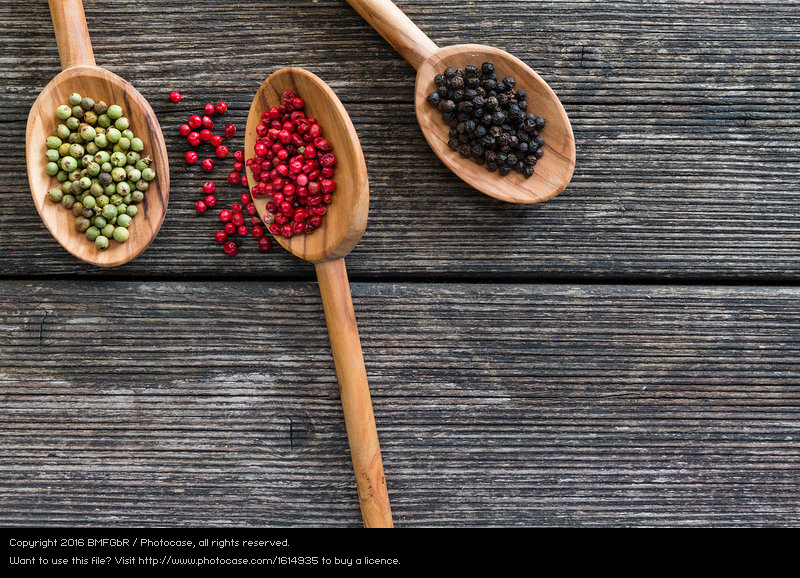 Copyright 2016 BMFGbR / Photocase, all rights reserved.
Want to use this file? Visit http://www.photocase.com/1614935 to buy a licence.